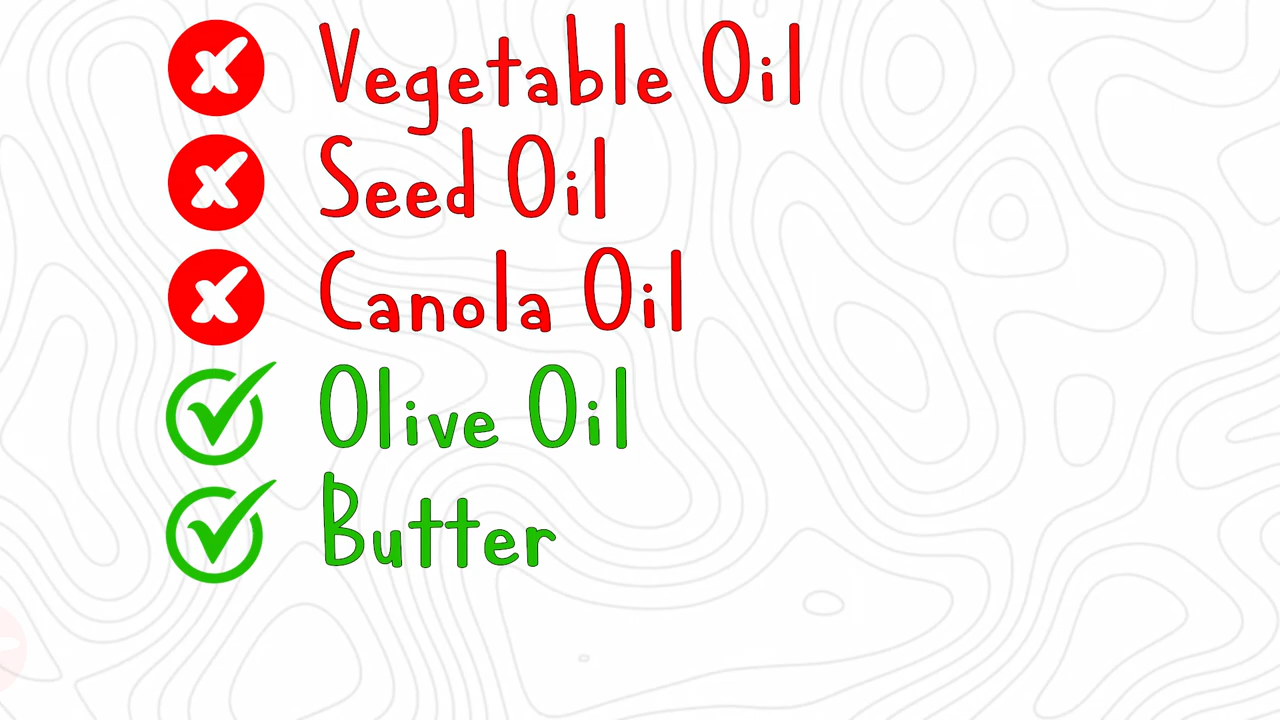 Vegetable Oil
Seed Oil
Canola Oil
Olive Oil
Butter